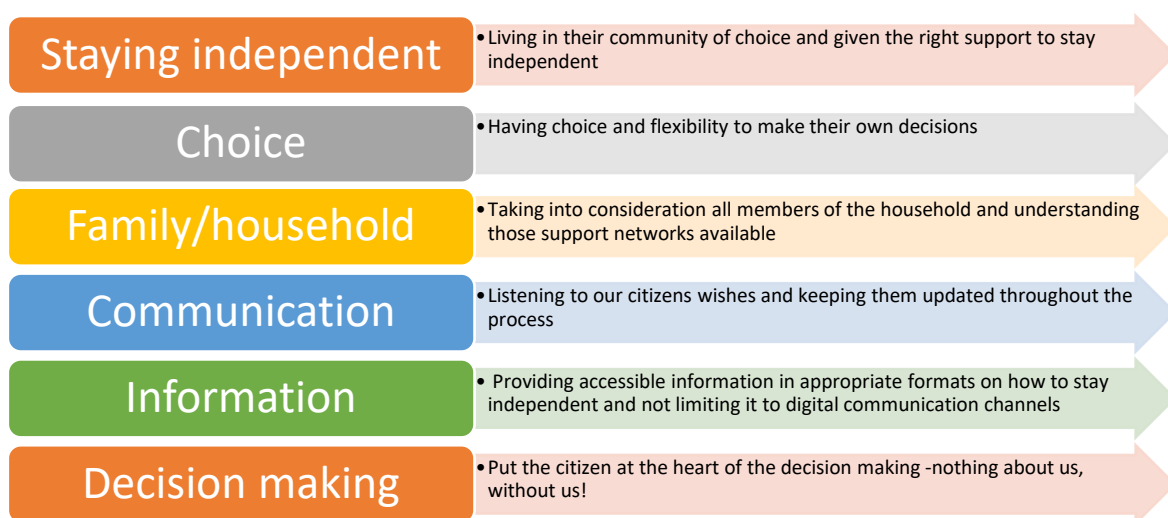 Staying independent
•Living in their community of choice and given the right support to stay
independent
Choice
•Having choice and flexibility to make their own decisions
Family/household
•Taking into consideration all members of the household and understanding
those support networks available
Communication
•Listening to our citizens wishes and keeping them updated throughout the
process
Information
• Providing accessible information in appropriate formats on how to stay
independent and not limiting it to digital communication channels
Decision making
•Put the citizen at the heart of the decision making -nothing about us,
without us!